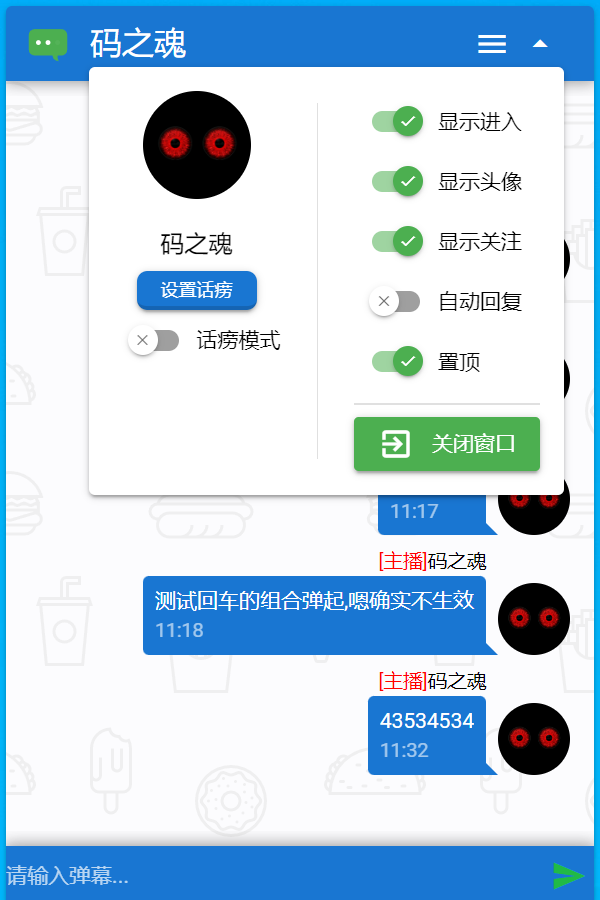 码之魂
显示进入
显示头像
显示关注
自动回复
置顶
关闭窗口
码之魂
设置话痨
话痨模式
11:17
[主播]码之魂
测试回车的组合弹起,嗯确实不生效
11:18
[主播]码之魂
43534534
11:32
请输入弹幕...